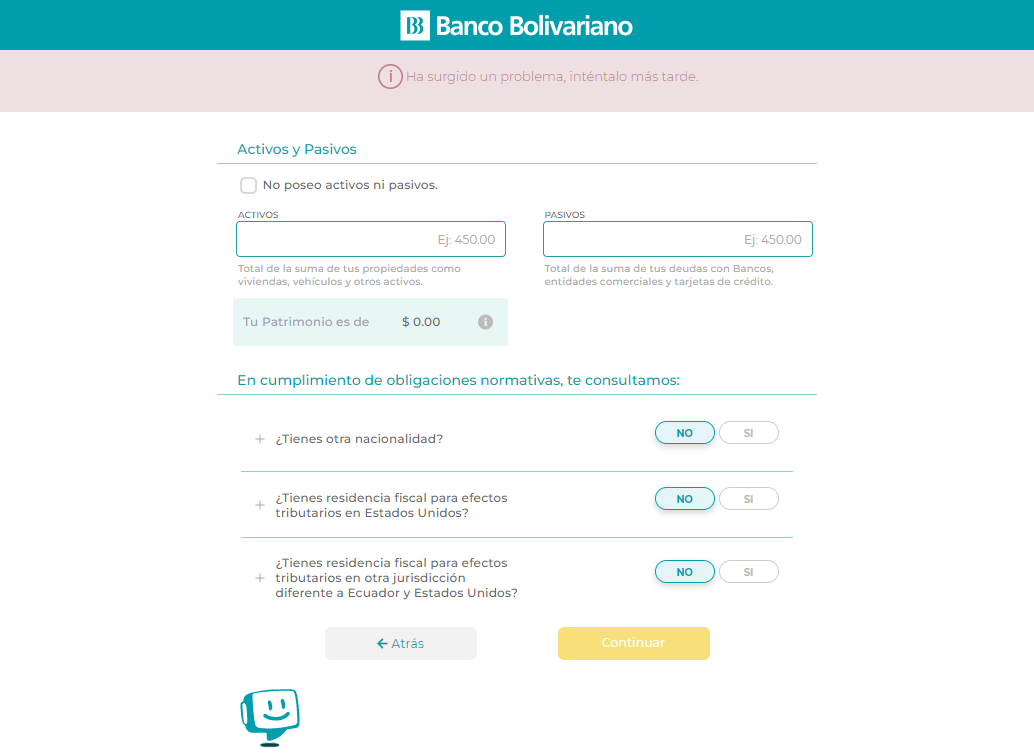 Banco Bolivariano
Ha surgido un problema, inténtalo más tarde.
Activos y Pasivos
No poseo activos ni pasivos.
ACTIVOS
Ej: 450.00
Total de la suma de tus propiedades como
viviendas, vehículos y otros activos.
PASIVOS
Ej: 450.00
Total de la suma de tus deudas con Bancos,
entidades comerciales y tarjetas de crédito.
Tu Patrimonio es de $ 0.00
En cumplimiento de obligaciones normativas, te consultamos:
¿Tienes otra nacionalidad?
NO SI
¿Tienes residencia fiscal para efectos
tributarios en Estados Unidos?
NO SI
¿Tienes residencia fiscal para efectos
tributarios en otra jurisdicción
diferente a Ecuador y Estados Unidos?
NO SI
Atrás
Continuar